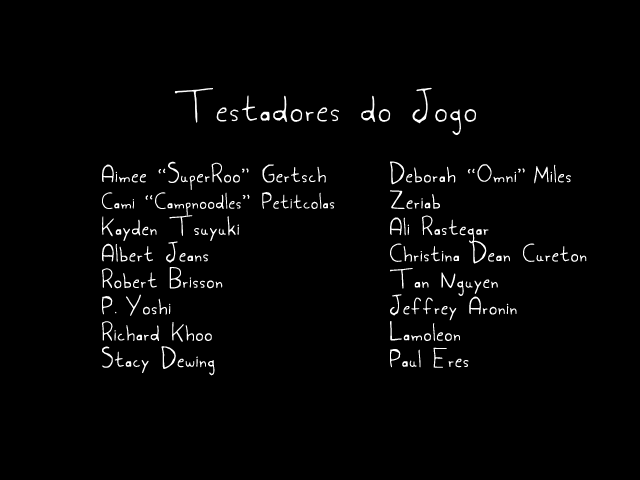 Testadores do Jogo
Aimee “SuperRoo” Gertsch
Cami “Campnoodles” Petitcolas
Kayden Tsuyuki
Albert Jeans
Robert Brisson
P. Yoshi
Richard Khoo
Stacy Dewing
Deborah “Omni” Miles
Zeriab
Ali Rastegar
Christina Dean Cureton
Tan Nguyen
Jeffrey Aronin
Lamoleon
Paul Eres